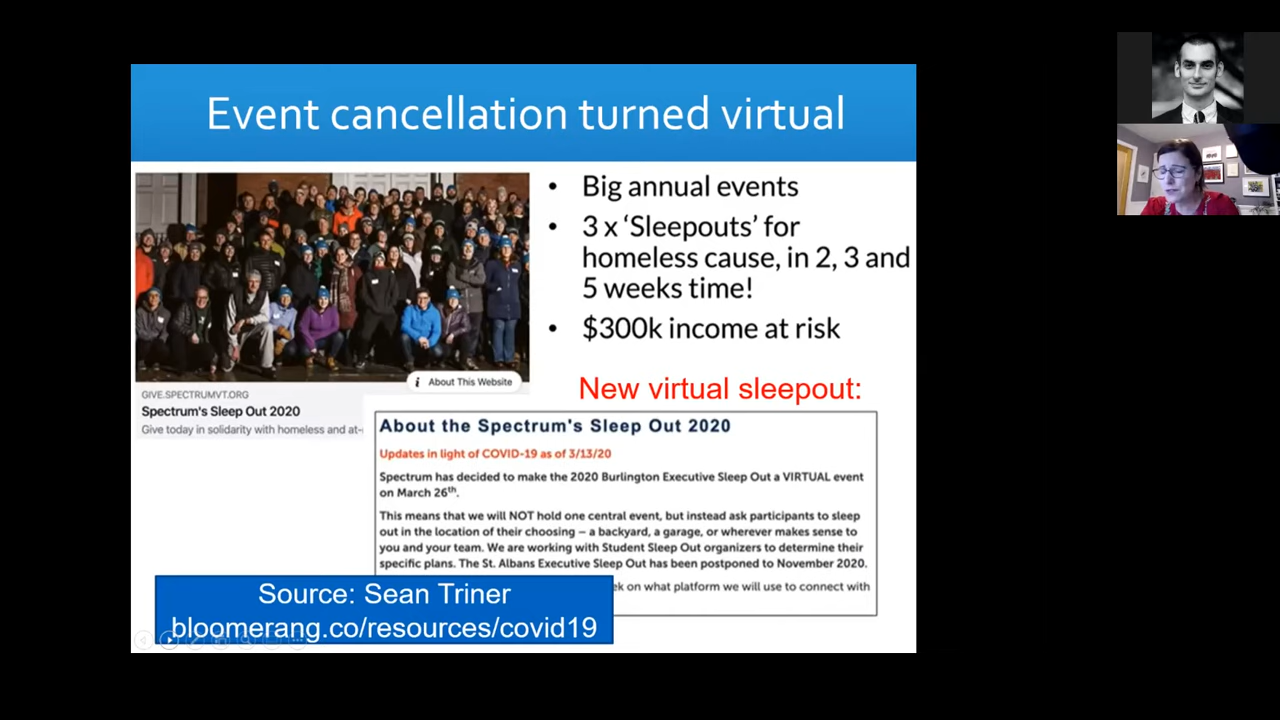 Event cancellation turned virtual
• Big annual events
• 3 x ‘Sleepouts’ for
homeless cause, in 2, 3 and
5 weeks time!
• $300k income at risk
i About This Website
GIVE.SPECTRUMVT.ORG
Spectrum's Sleep Out 2020
Give today in solidarity with homeless and at-
New virtual sleepout:
About the Spectrum's Sleep Out 2020
Updates in light of COVID-19 as of 3/13/20
Spectrum has decided to make the 2020 Burlington Executive Sleep Out a VIRTUAL event
on March 26th.
This means that we will NOT hold one central event, but instead ask participants to sleep
out in the location of their choosing – a backyard, a garage, or wherever makes sense to
you and your team. We are working with Student Sleep Out organizers to determine their
specific plans. The St. Albans Executive Sleep Out has been postponed to November 2020.
on what platform we will use to connect with
Source: Sean Triner
bloomerang.co/resources/covid19